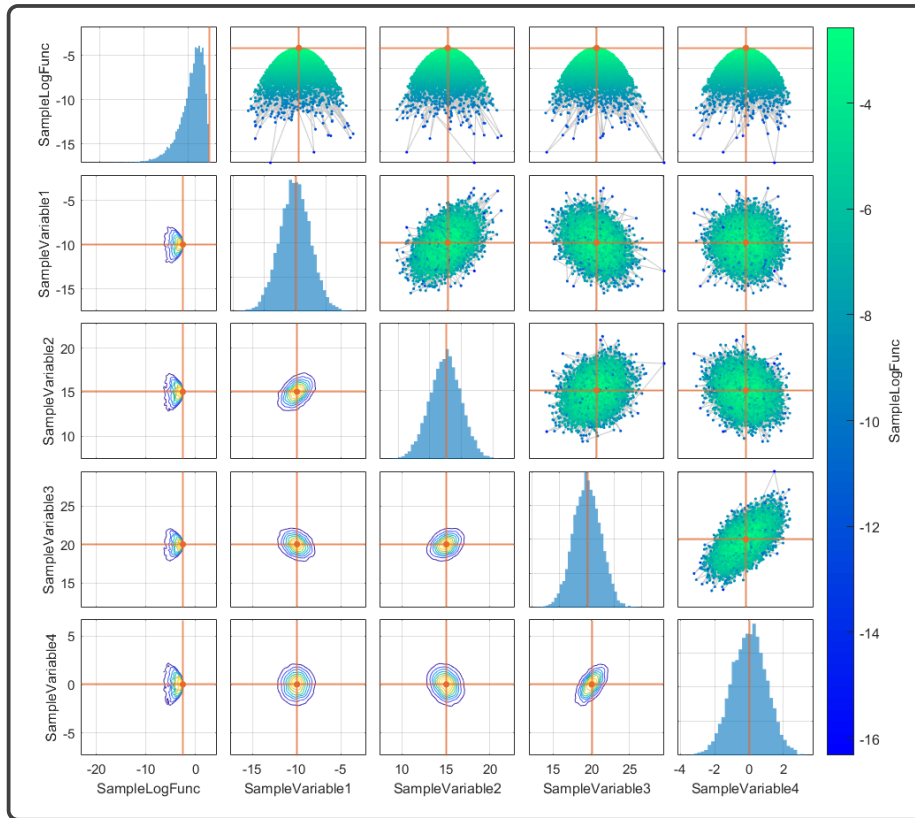 SampleLogFunc
-5
-10
-15
SampleVariable1
-5
-10
-15
SampleVariable2
20
15
10
SampleVariable3
25
20
15
SampleVariable4
5
0
-5
-20 0
-15 -10 -5
10 15 20
15 20 25
-4 -2 0 2
SampleLogFunc
SampleVariable1
SampleVariable2
SampleVariable3
SampleVariable4
-4
-6
-8
-10
-12
-14
-16
SampleLogFunc